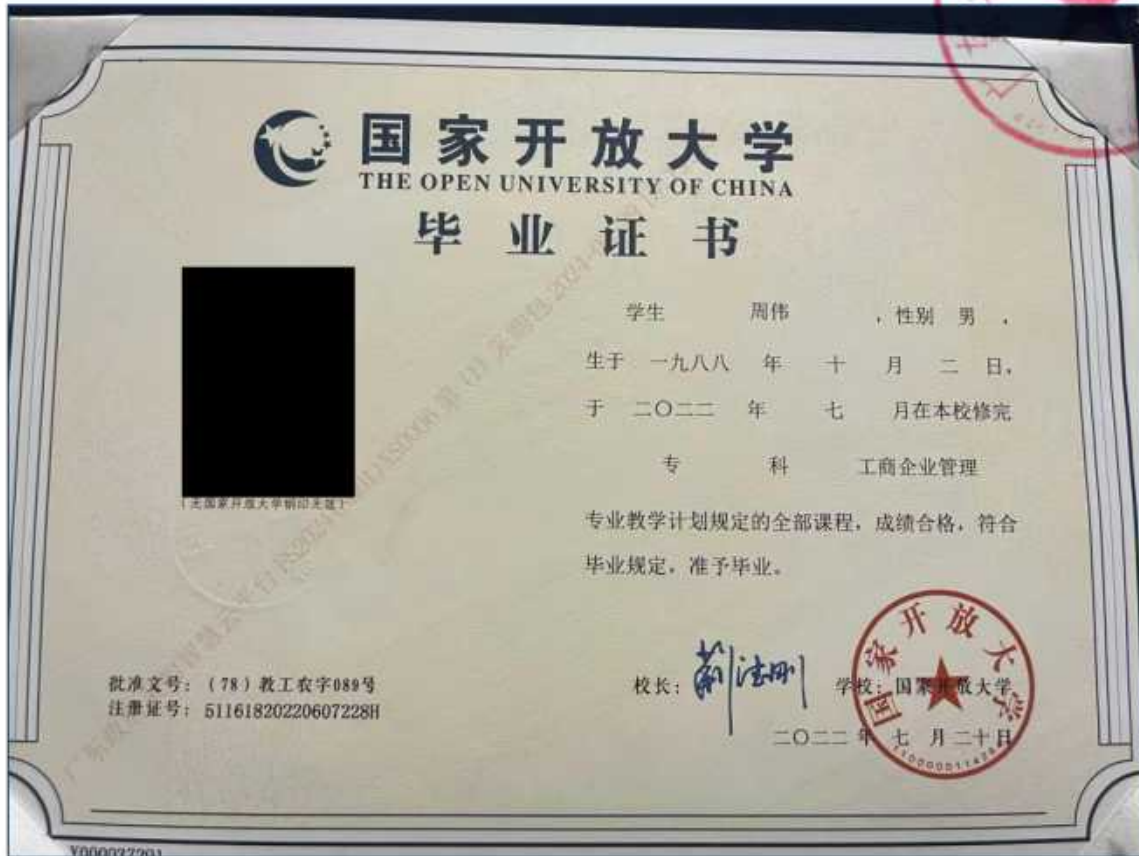 国家开放大学
THE OPEN UNIVERSITY OF CHINA
毕业证书
学生 周伟 ，性别 男 ，
生于 一九八八 年 十 月 二 日，
于 二〇二二 年 七 月在本校修完
专 科 工商企业管理
专业教学计划规定的全部课程，成绩合格，符合
毕业规定，准予毕业。
（无国家开放大学钢印无效）
批准文号：（78）教工农字089号
注册证号：51161820220607228H
校长：荆德刚 学校：国家开放大学
二〇二二 年 七 月 二十日
国家开放大学
Y000037201